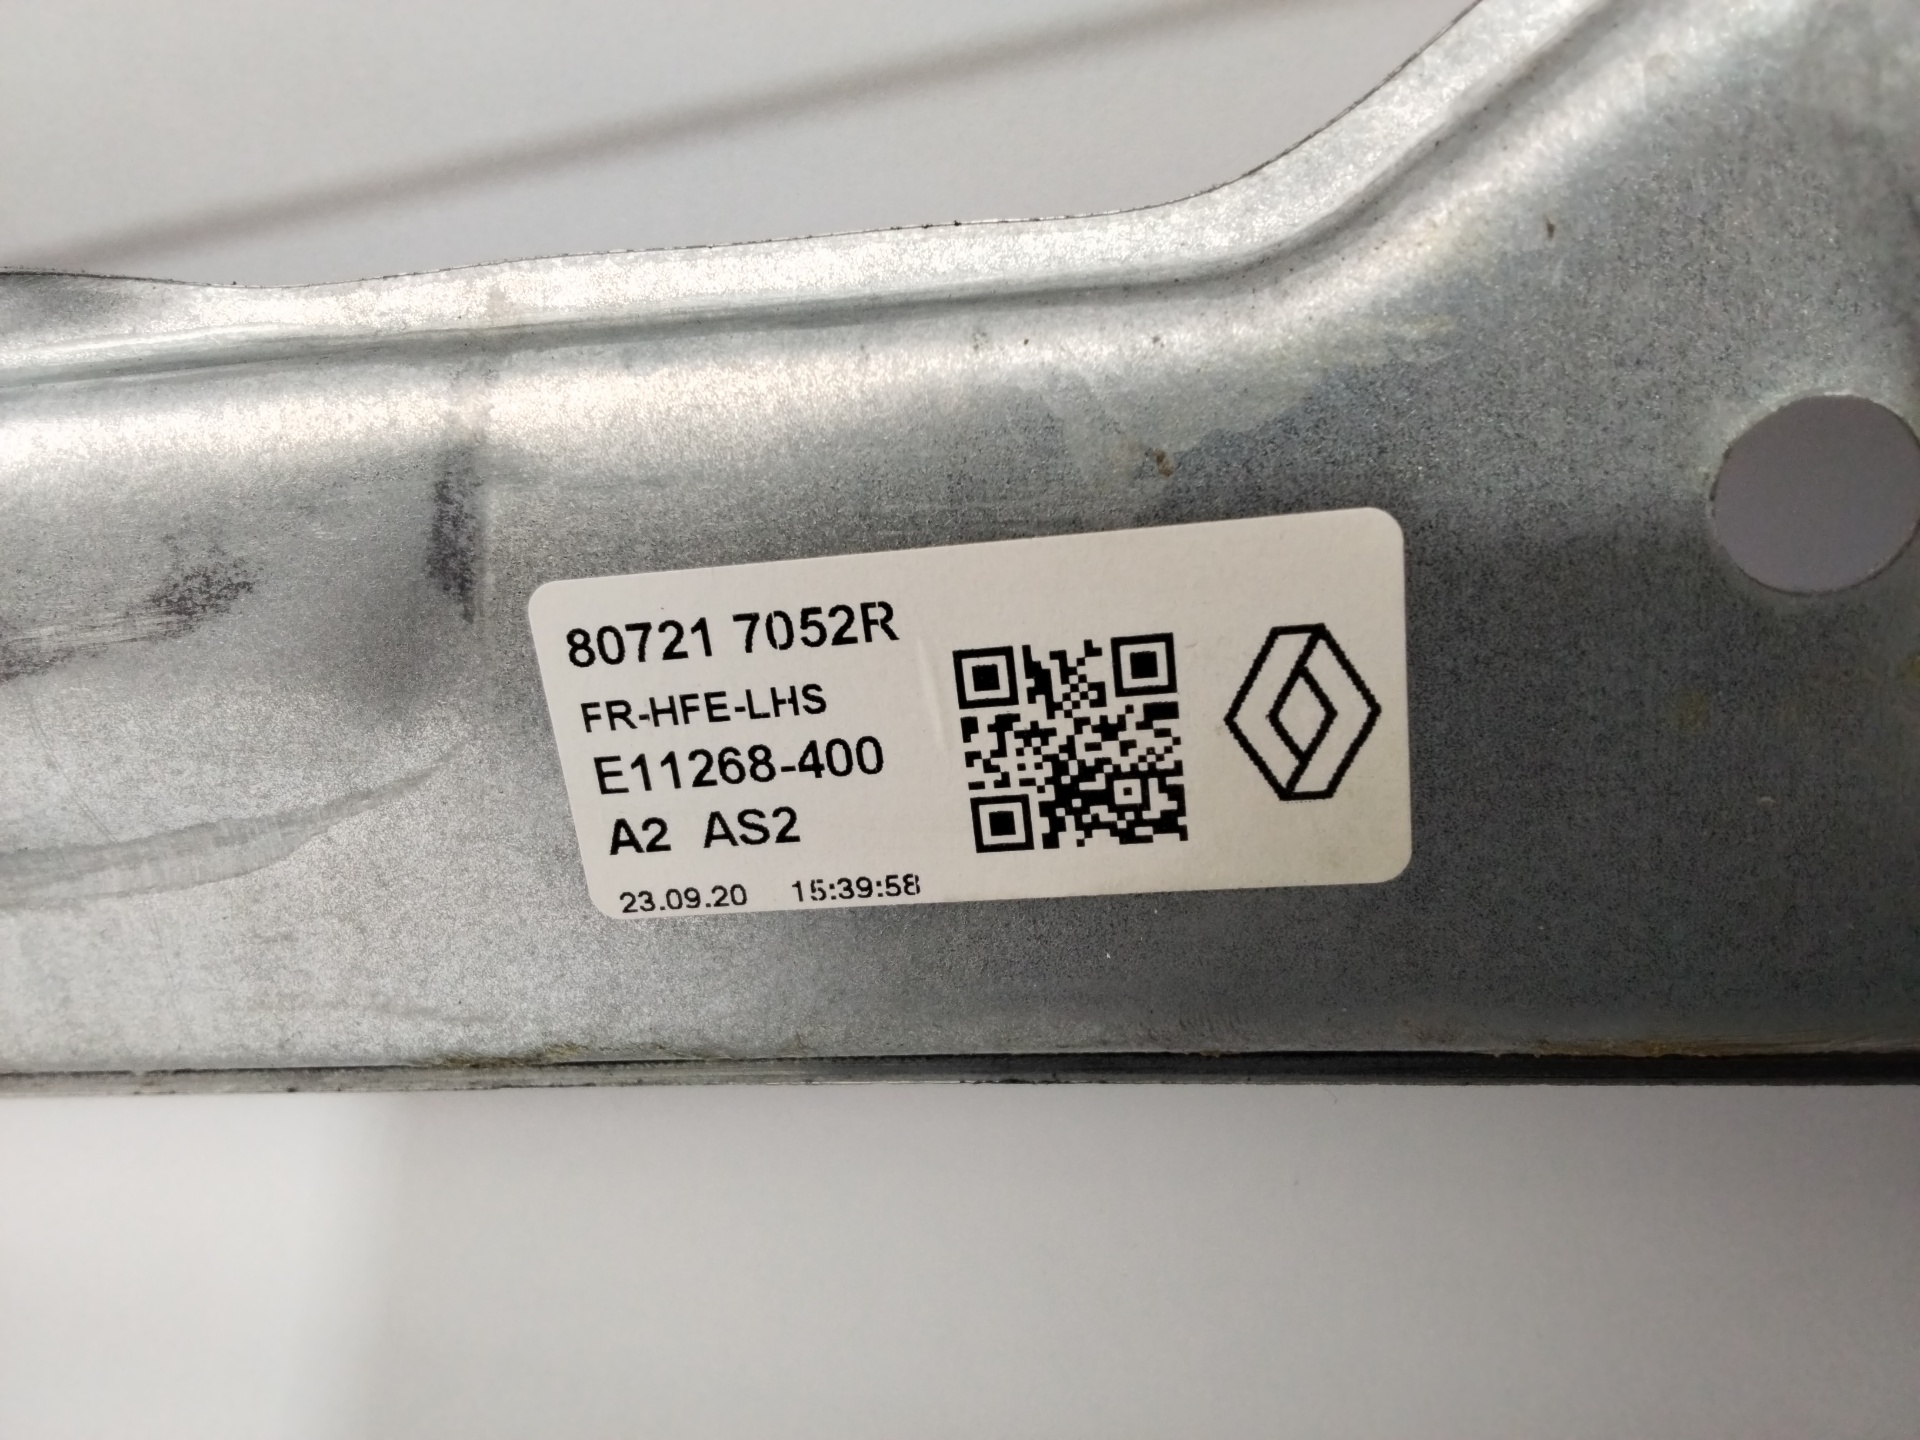 80721 7052R
FR-HFE-LHS
E11268-400
A2 AS2
23.09.20 15:39:58